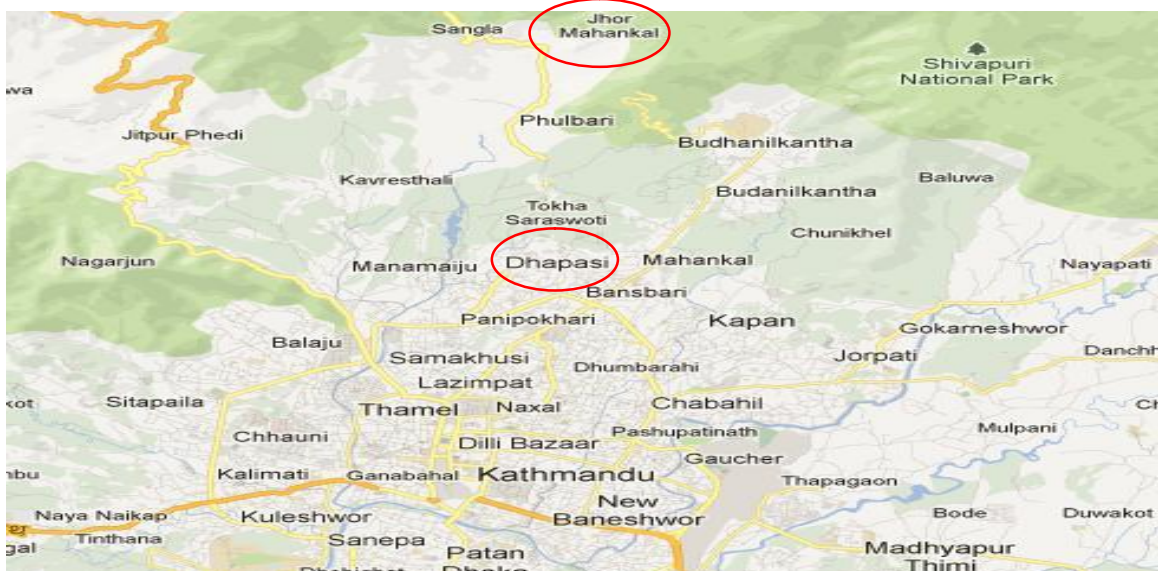 Jhor
Mahankal
Sangla
Shivapuri
National Park
wa
Phulbari
Jitpur Phedi
Budhanilkantha
Kavresthali
Baluwa
Budanilkantha
Tokha
Saraswoti
Chunikhel
Nagarjun
Manamaiju
Dhapasi
Mahankal
Nayapati
Bansbari
Panipokhari
Kapan
Gokarneshwor
Balaju
Samakhusi
Dhumbarahi
Jorpati
Danchh
Lazimpat
kot
Sitapaila
Thamel
Naxal
Chabahil
Ch
Chhauni
Dilli Bazaar
Pashupatinath
Mulpani
Gaucher
nbu
Kalimati
Ganabahal
Kathmandu
Thapagaon
New
Baneshwor
Naya Naikap
Kuleshwor
Bode
Duwakot
Tinthana
Sanepa
gal
Patan
Madhyapur
Thimi